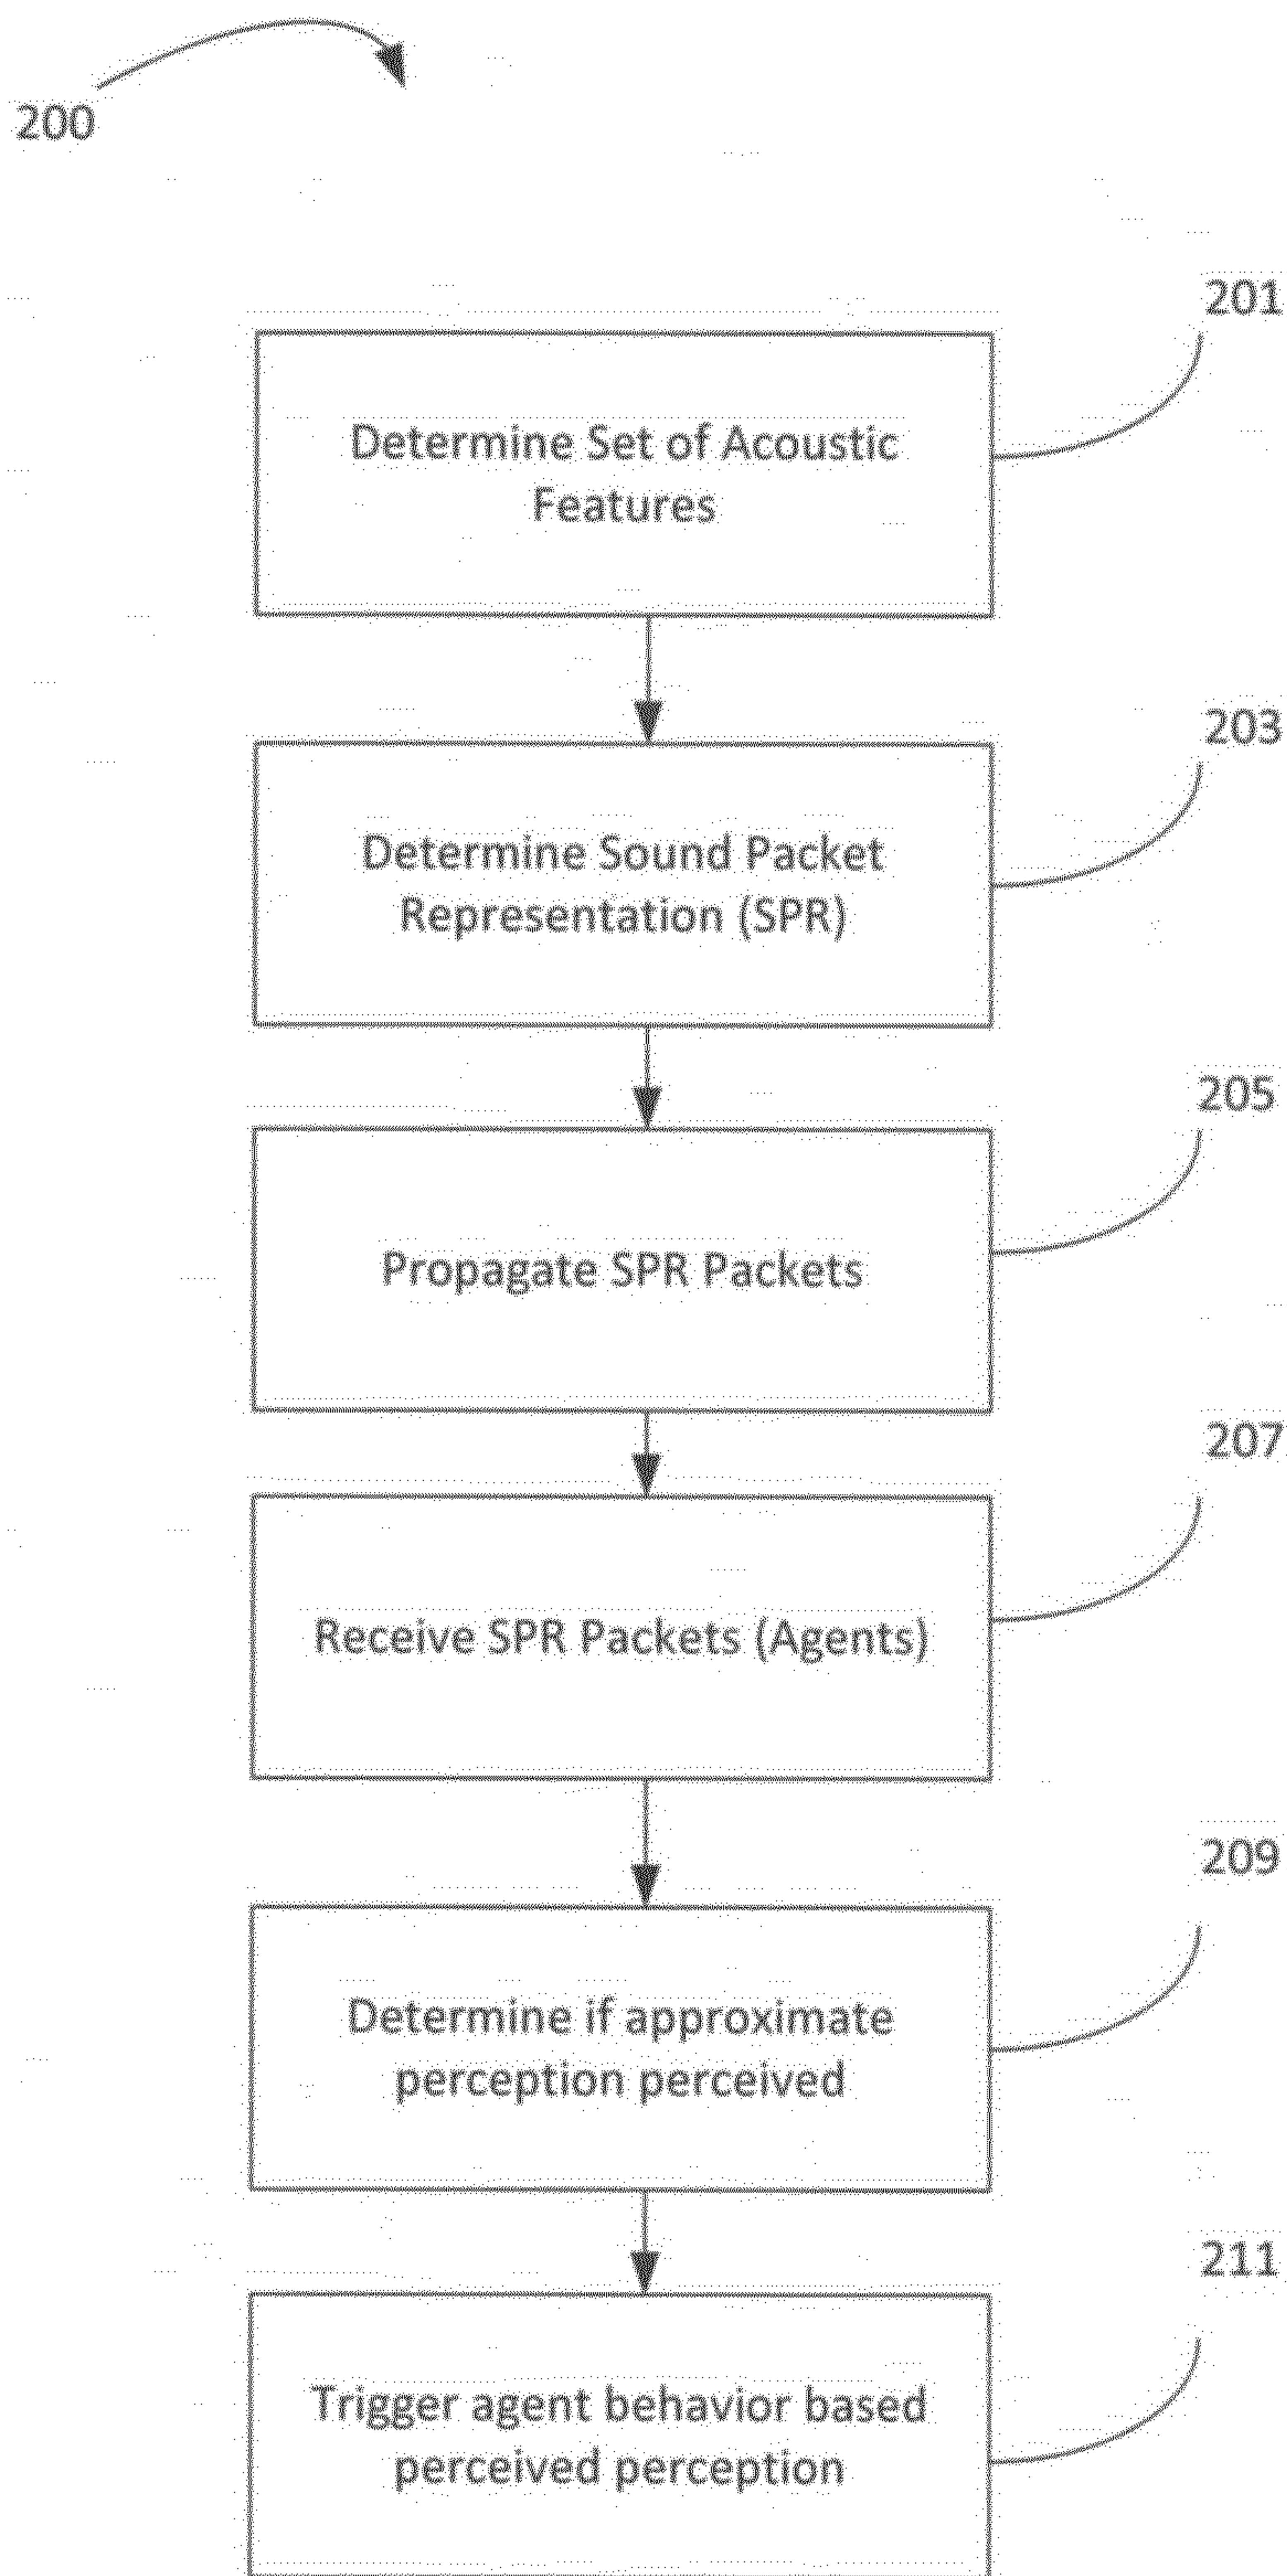 200
201
Determine Set of Acoustic
Features
203
Determine Sound Packet
Representation (SPR)
205
Propagate SPR Packets
207
Receive SPR Packets (Agents)
209
Determine if approximate
perception perceived
211
Trigger agent behavior based
perceived perception